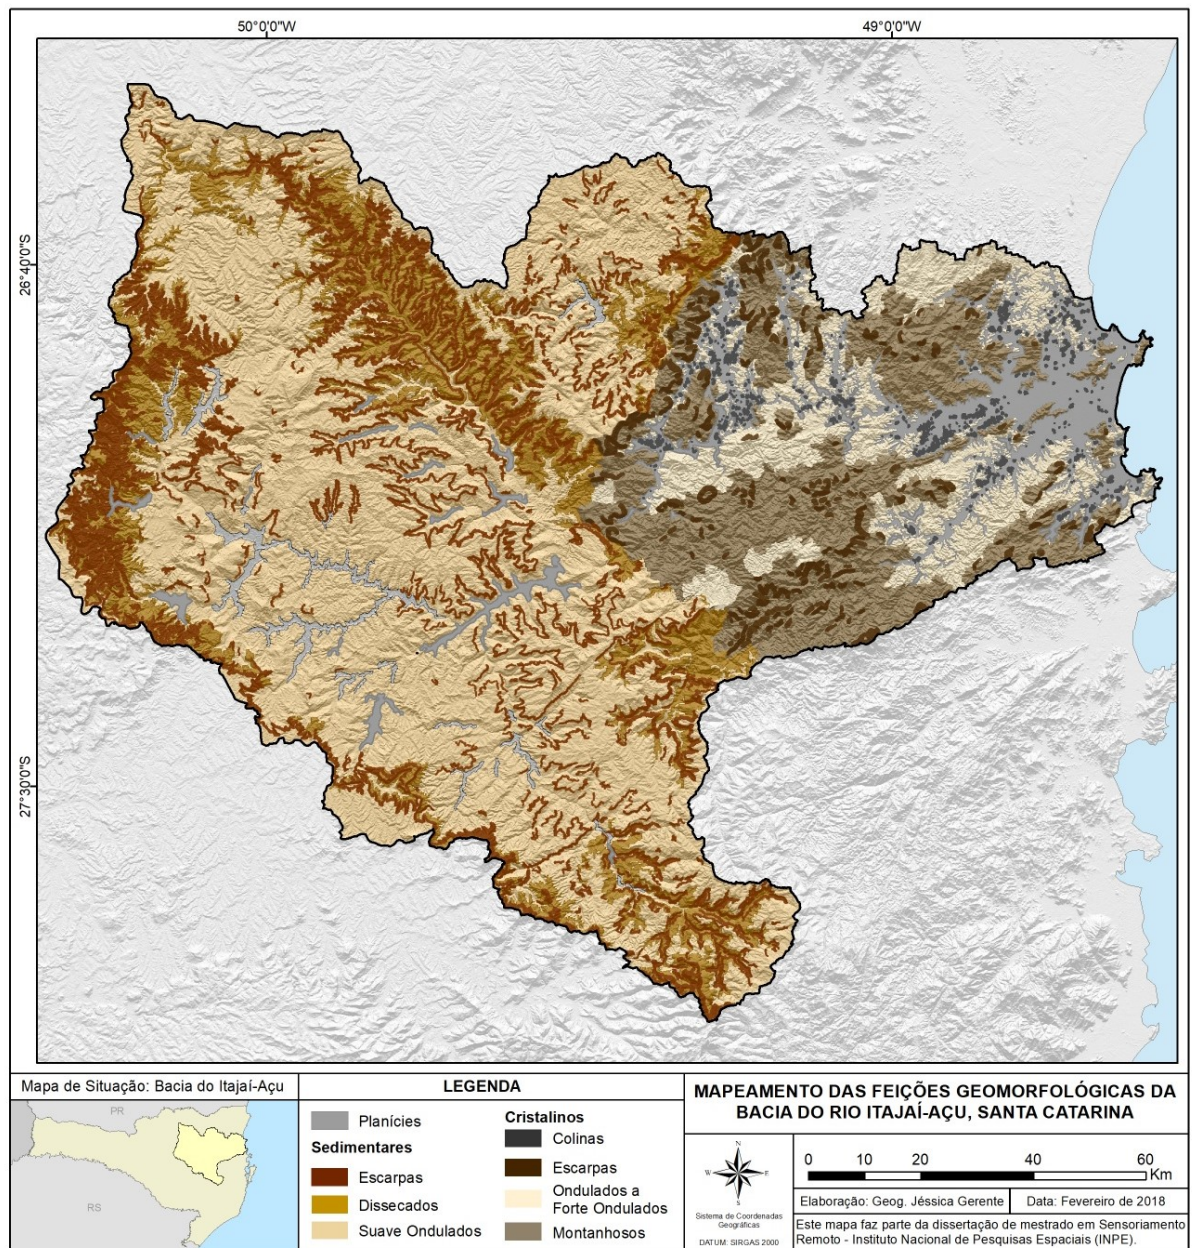 50°0'0"W
49°0'0"W
26°40'0"S
27°30'0"S
Mapa de Situação: Bacia do Itajaí-Açu
PR
RS
LEGENDA
Planícies
Sedimentares
Escarpas
Dissecados
Suave Ondulados
Cristalinos
Colinas
Escarpas
Ondulados a
Forte Ondulados
Montanhosos
MAPEAMENTO DAS FEIÇÕES GEOMORFOLÓGICAS DA
BACIA DO RIO ITAJAÍ-AÇU, SANTA CATARINA
N
W
E
S
Sistema de Coordenadas
Geográficas
DATUM: SIRGAS 2000
0 10 20 40 60
Km
Elaboração: Geog. Jéssica Gerente
Data: Fevereiro de 2018
Este mapa faz parte da dissertação de mestrado em Sensoriamento
Remoto - Instituto Nacional de Pesquisas Espaciais (INPE).